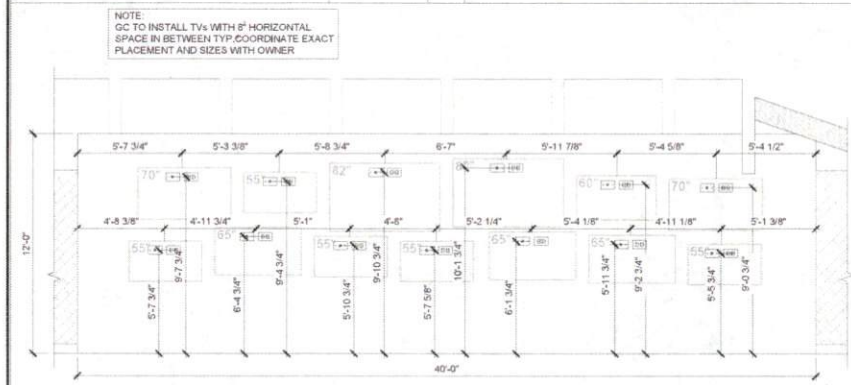 NOTE:
GC TO INSTALL TVs WITH 8" HORIZONTAL
SPACE IN BETWEEN TYP.COORDINATE EXACT
PLACEMENT AND SIZES WITH OWNER
5'-7 3/4" 5'-3 3/8" 5'-8 3/4" 6'-7" 5'-11 7/8" 5'-4 5/8" 5'-4 1/2"
70" 55" 82" 60" 70"
4'-8 3/8" 4'-11 3/4" 5'-1" 4'-6" 5'-2 1/4" 5'-4 1/8" 4'-11 1/8" 5'-1 3/8"
55" 65" 55" 55" 65" 65" 55"
12'-0"
5'-7 3/4" 9'-7 3/4" 6'-4 3/4" 9'-4 3/4" 5'-10 3/4" 9'-10 3/4" 5'-7 5/8" 10'-1 3/4" 6'-1 3/4" 5'-11 3/4" 9'-2 3/4" 5'-5 3/4" 9'-0 3/4"
40'-0"